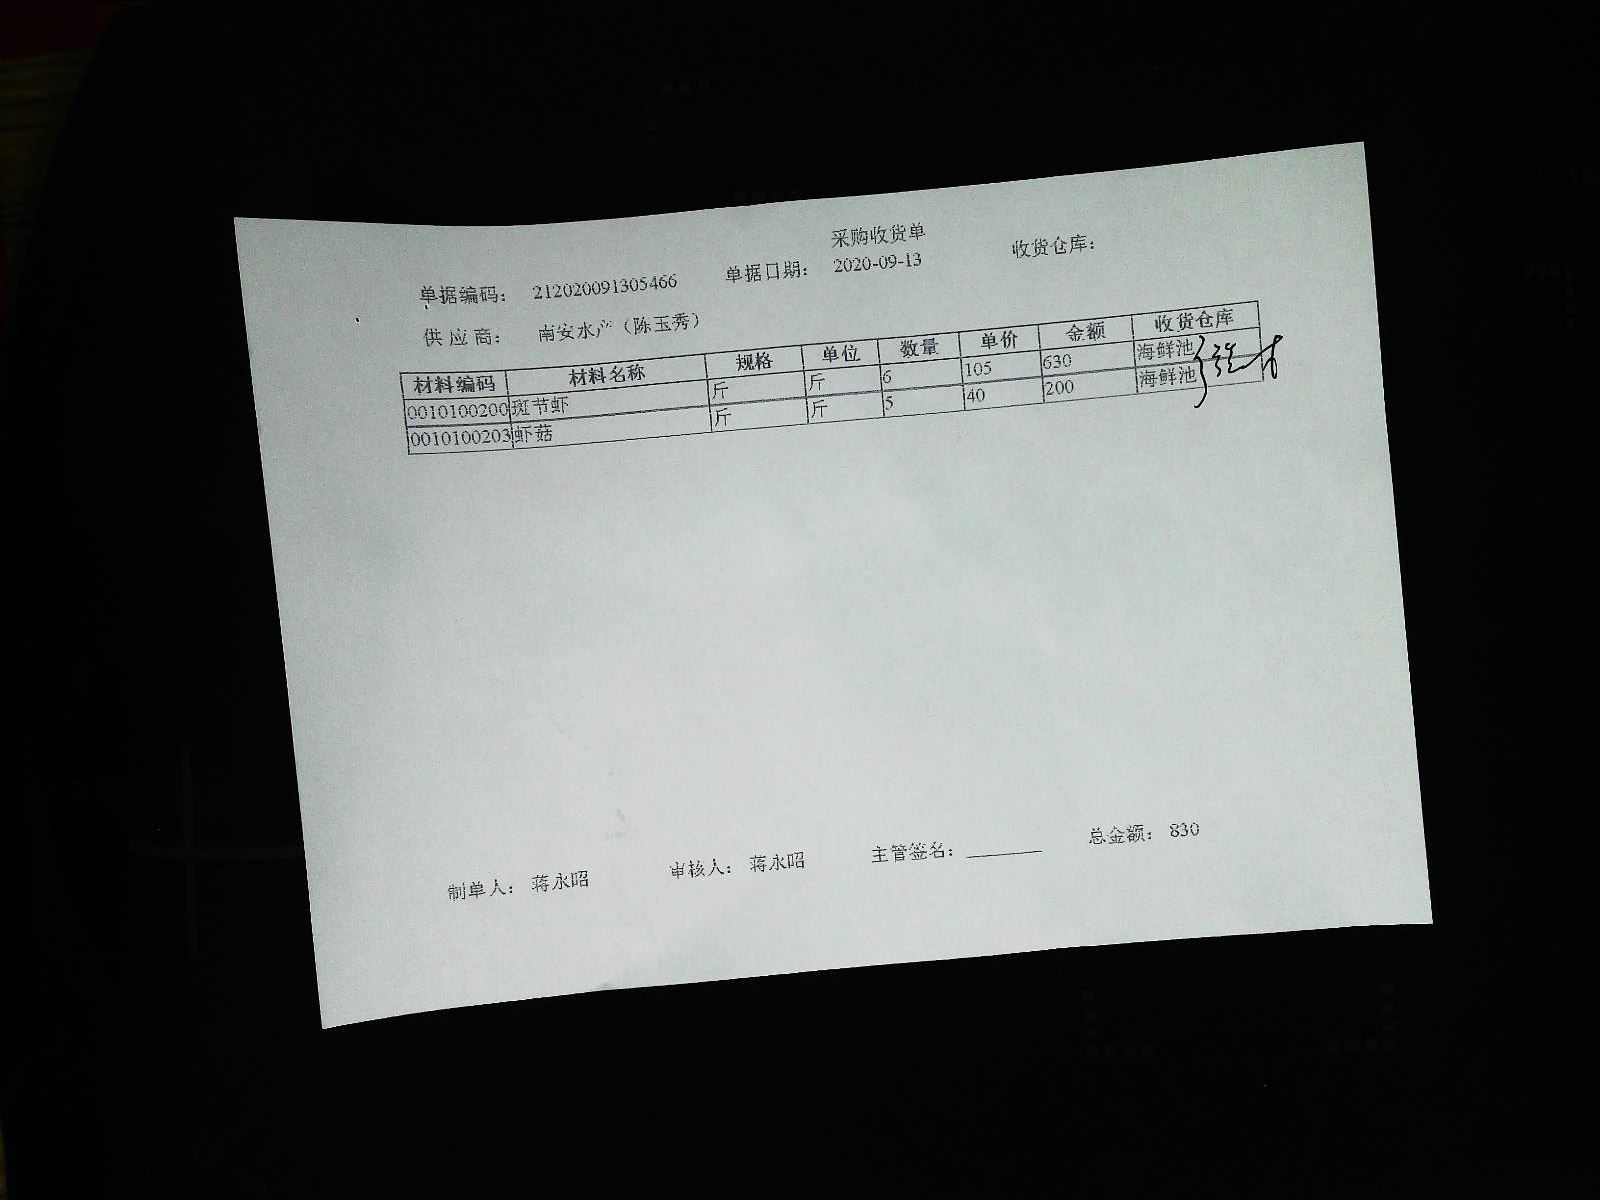 采购收货单
单据编码： 212020091305466 单据日期： 2020-09-13 收货仓库：
供应商： 南安水产（陈玉秀）
材料编码 材料名称 规格 单位 数量 单价 金额 收货仓库
0010100200 斑节虾 斤 斤 6 105 630 海鲜池
0010100203 虾菇 斤 斤 5 40 200 海鲜池
制单人： 蒋永昭 审核人： 蒋永昭 主管签名： 总金额： 830